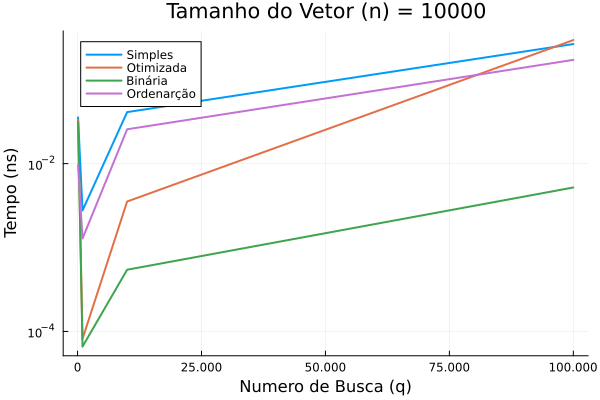 Tamanho do Vetor (n) = 10000
Simples
Otimizada
Binária
Ordenarção
Tempo (ns)
10⁻²
10⁻⁴
0 25.000 50.000 75.000 100.000
Numero de Busca (q)